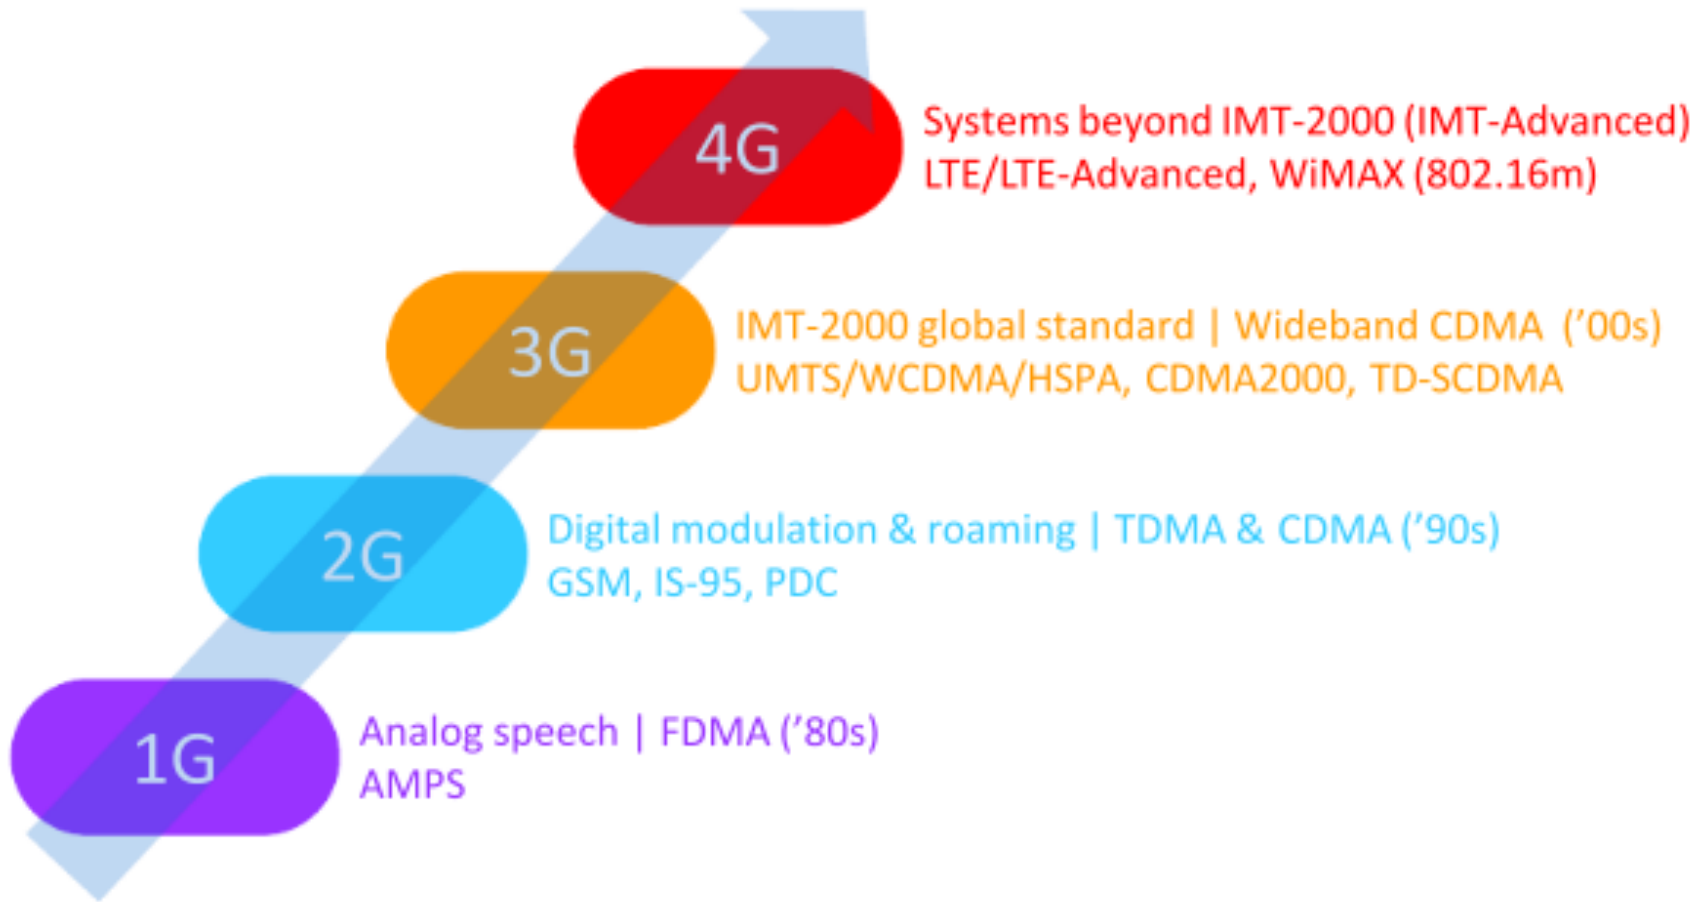 4G
Systems beyond IMT-2000 (IMT-Advanced)
LTE/LTE-Advanced, WiMAX (802.16m)
3G
IMT-2000 global standard | Wideband CDMA (’00s)
UMTS/WCDMA/HSPA, CDMA2000, TD-SCDMA
2G
Digital modulation & roaming | TDMA & CDMA (’90s)
GSM, IS-95, PDC
1G
Analog speech | FDMA (’80s)
AMPS